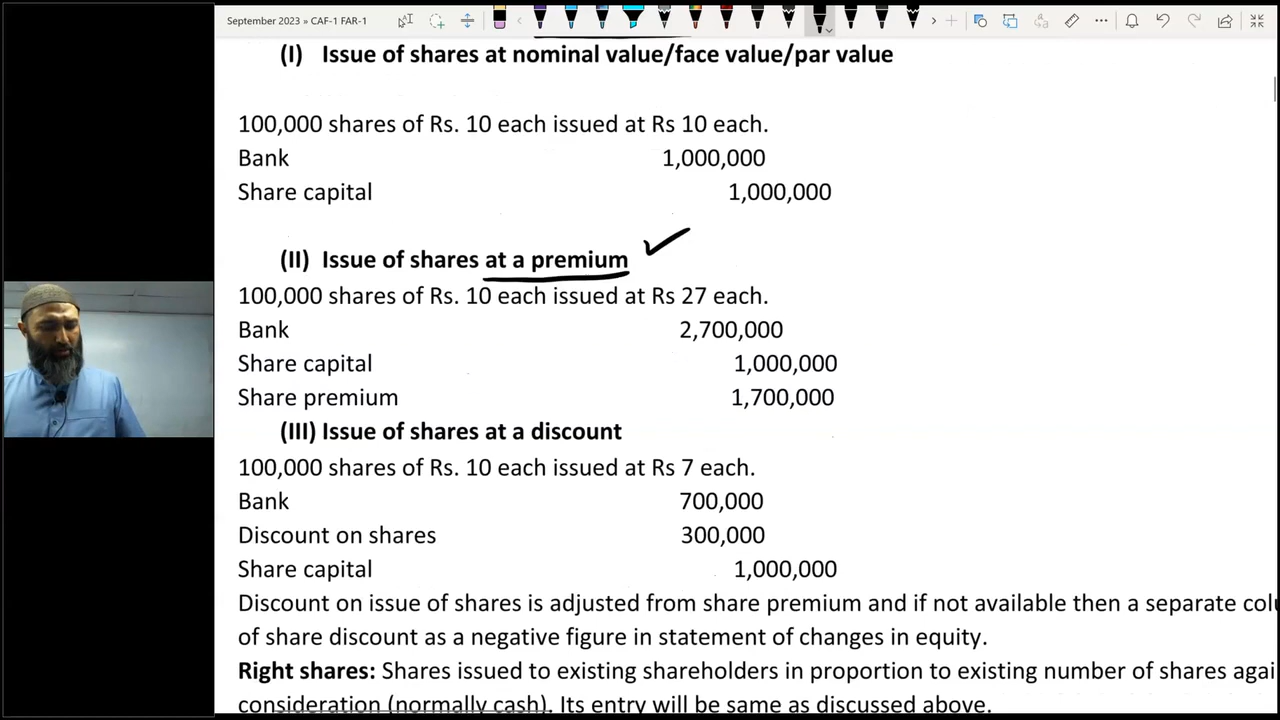 September 2023 » CAF-1 FAR-1
(I) Issue of shares at nominal value/face value/par value
100,000 shares of Rs. 10 each issued at Rs 10 each.
Bank 1,000,000
Share capital 1,000,000
(II) Issue of shares at a premium
100,000 shares of Rs. 10 each issued at Rs 27 each.
Bank 2,700,000
Share capital 1,000,000
Share premium 1,700,000
(III) Issue of shares at a discount
100,000 shares of Rs. 10 each issued at Rs 7 each.
Bank 700,000
Discount on shares 300,000
Share capital 1,000,000
Discount on issue of shares is adjusted from share premium and if not available then a separate
of share discount as a negative figure in statement of changes in equity.
Right shares: Shares issued to existing shareholders in proportion to existing number of shares
consideration (normally cash). Its entry will be same as discussed above.